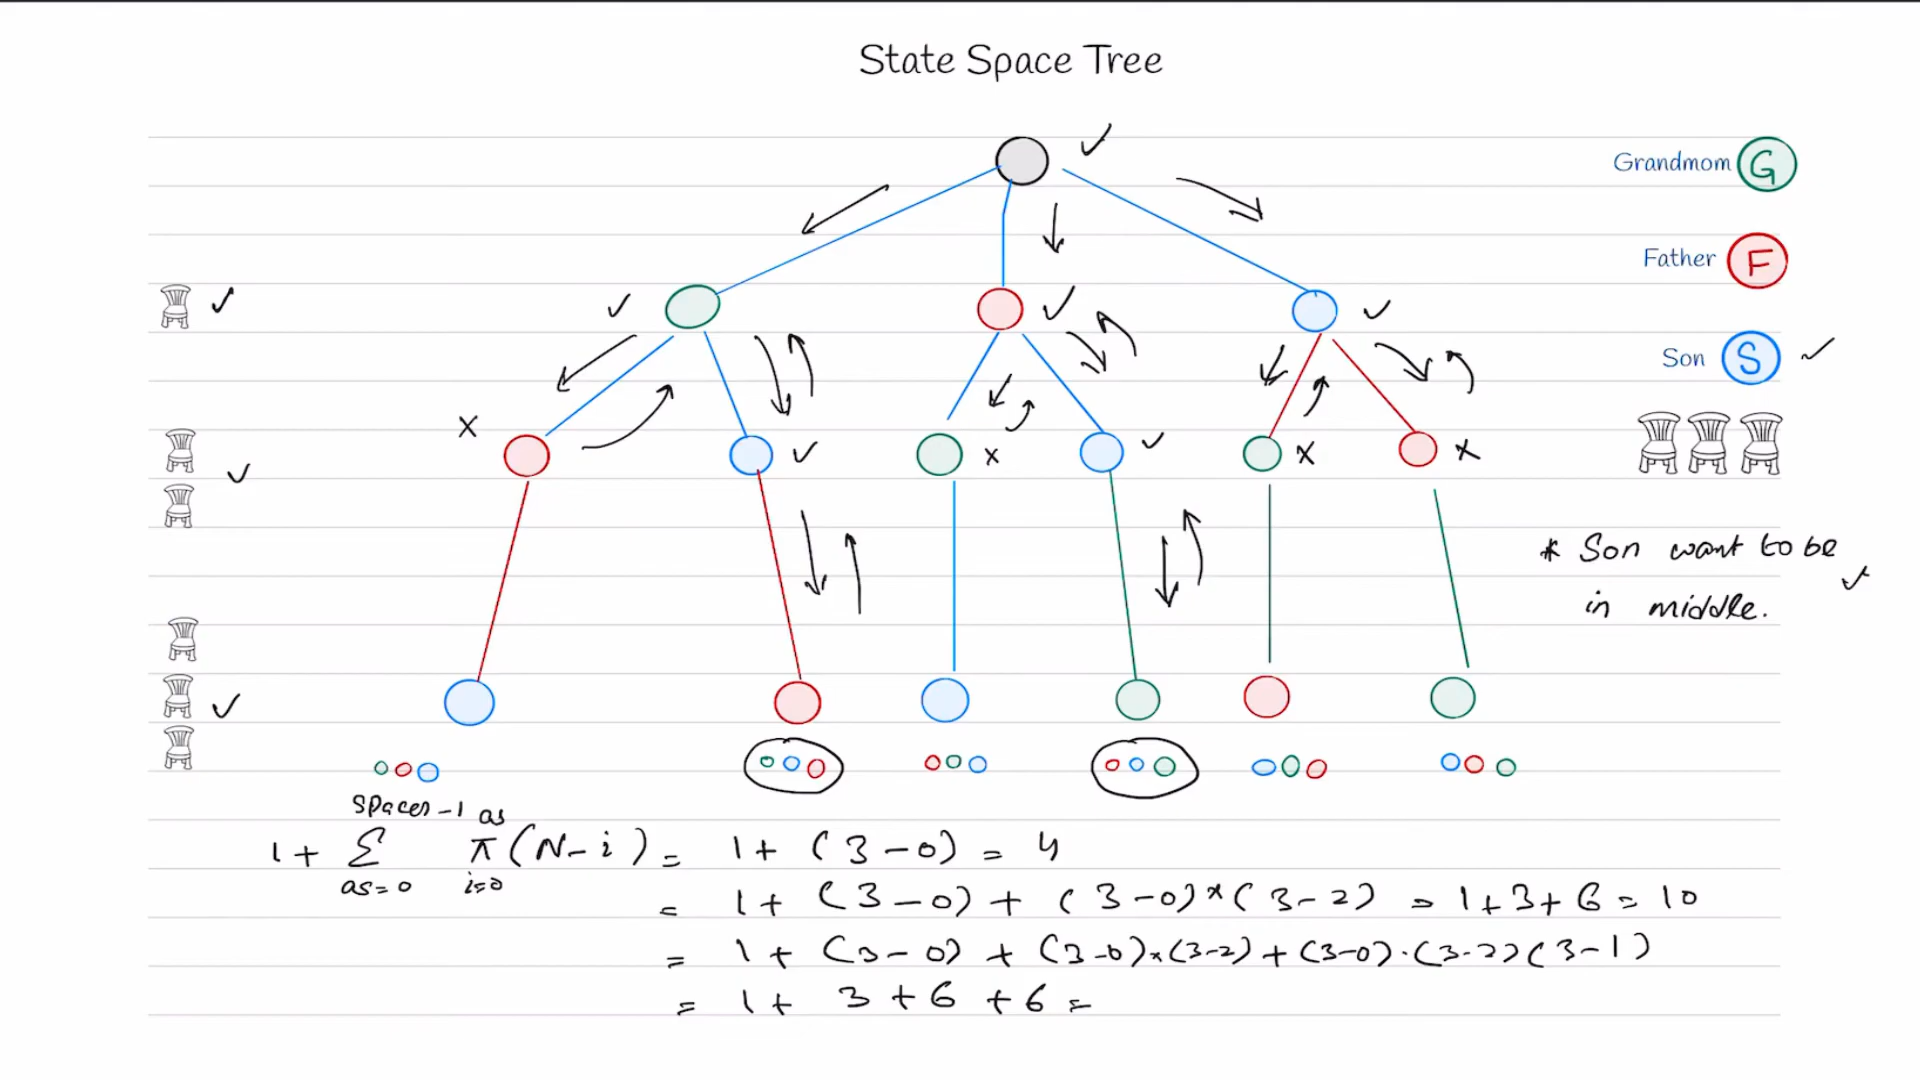 State Space Tree
Grandmom G
Father F
Son S
* Son want to be
in middle.
spaces-1 as
1 + Σ π (N - i) = 1 + (3 - 0) = 4
as=0 i=0
= 1 + (3 - 0) + (3 - 0) * (3 - 2) = 1 + 3 + 6 = 10
= 1 + (3 - 0) + (3 - 0) * (3 - 2) + (3 - 0) · (3 - 2) (3 - 1)
= 1 + 3 + 6 + 6 =